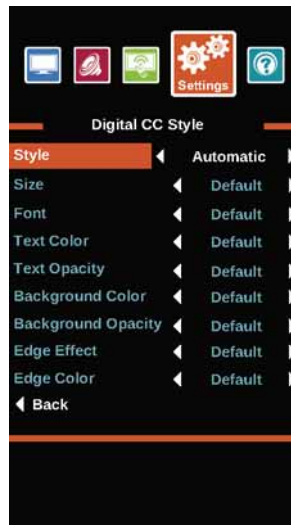 Settings
Digital CC Style
Style Automatic
Size Default
Font Default
Text Color Default
Text Opacity Default
Background Color Default
Background Opacity Default
Edge Effect Default
Edge Color Default
Back